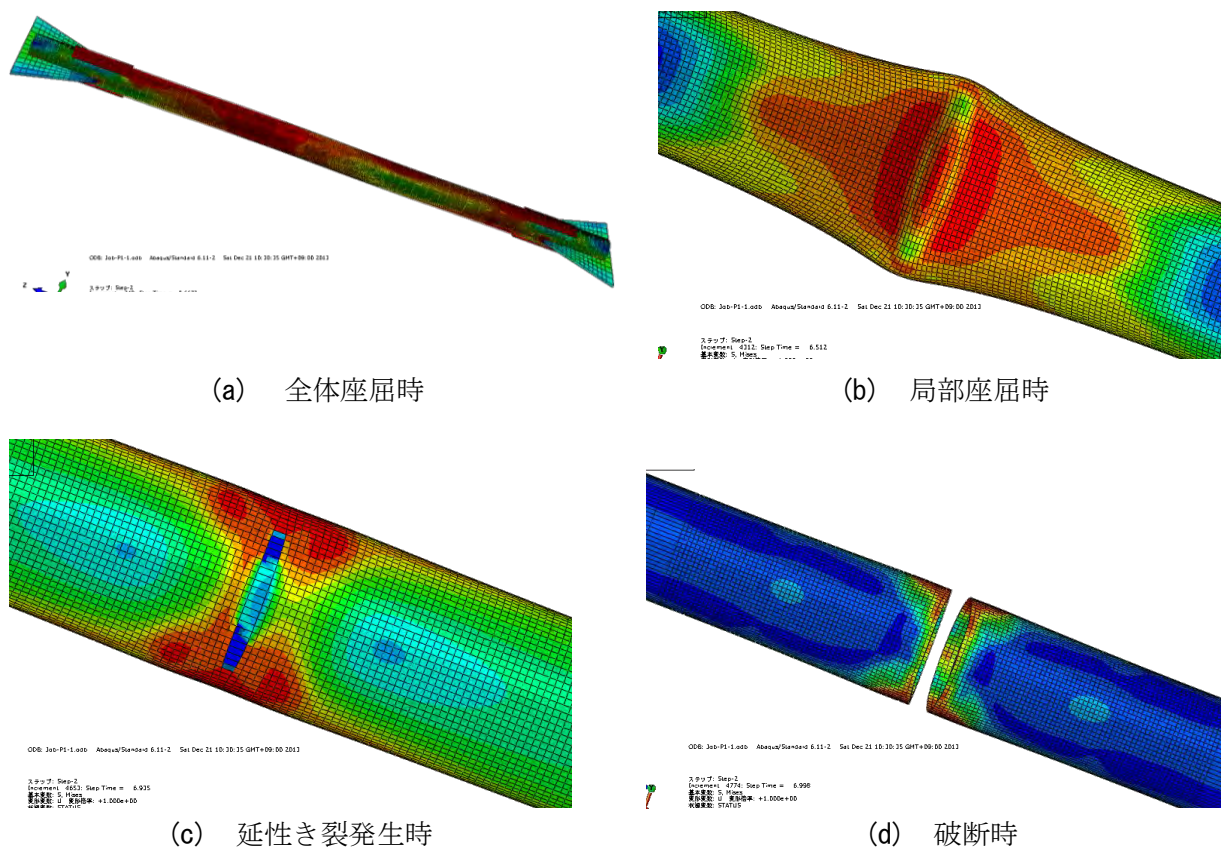 ODB: Job-P1-1.odb Abaqus/Standard 6.11-2 Sat Dec 21 10:30:35 GMT+09:00 2013
Y
Z
ステップ: Step-2
(a) 全体座屈時
ODB: Job-P1-1.odb Abaqus/Standard 6.11-2 Sat Dec 21 10:30:35 GMT+09:00 2013
ステップ: Step-2
Increment 4312: Step Time = 6.512
基本変数: S, Mises
(b) 局部座屈時
ODB: Job-P1-1.odb Abaqus/Standard 6.11-2 Sat Dec 21 10:30:35 GMT+09:00 2013
ステップ: Step-2
Increment 4653: Step Time = 6.935
基本変数: S, Mises
変形変数: U 変形倍率: +1.000e+00
(c) 延性き裂発生時
ODB: Job-P1-1.odb Abaqus/Standard 6.11-2 Sat Dec 21 10:30:35 GMT+09:00 2013
ステップ: Step-2
Increment 4774: Step Time = 6.998
基本変数: S, Mises
変形変数: U 変形倍率: +1.000e+00
状態変数: STATUS
(d) 破断時